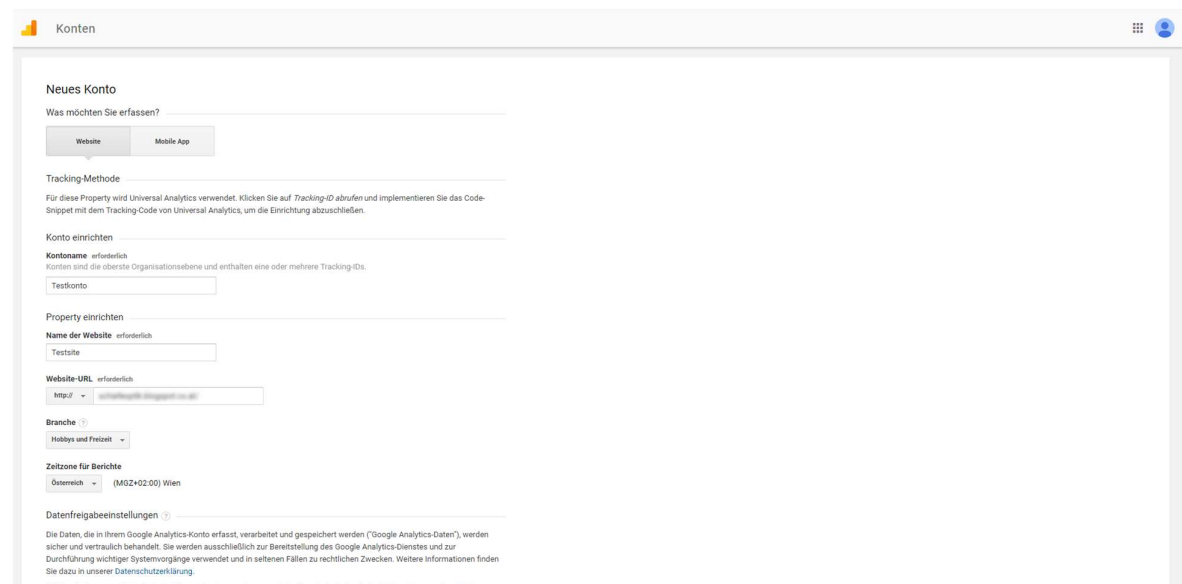 Konten
Neues Konto
Was möchten Sie erfassen?
Website Mobile App
Tracking-Methode
Für diese Property wird Universal Analytics verwendet. Klicken Sie auf Tracking-ID abrufen und implementieren Sie das Code-
Snippet mit dem Tracking-Code von Universal Analytics, um die Einrichtung abzuschließen.
Konto einrichten
Kontoname erforderlich
Konten sind die oberste Organisationsebene und enthalten eine oder mehrere Tracking-IDs.
Testkonto
Property einrichten
Name der Website erforderlich
Testsite
Website-URL erforderlich
http://
Branche ?
Hobbys und Freizeit
Zeitzone für Berichte
Österreich (MGZ+02:00) Wien
Datenfreigabeeinstellungen ?
Die Daten, die in Ihrem Google Analytics-Konto erfasst, verarbeitet und gespeichert werden ("Google Analytics-Daten"), werden
sicher und vertraulich behandelt. Sie werden ausschließlich zur Bereitstellung des Google Analytics-Dienstes und zur
Durchführung wichtiger Systemvorgänge verwendet und in seltenen Fällen zu rechtlichen Zwecken. Weitere Informationen finden
Sie dazu in unserer Datenschutzerklärung.